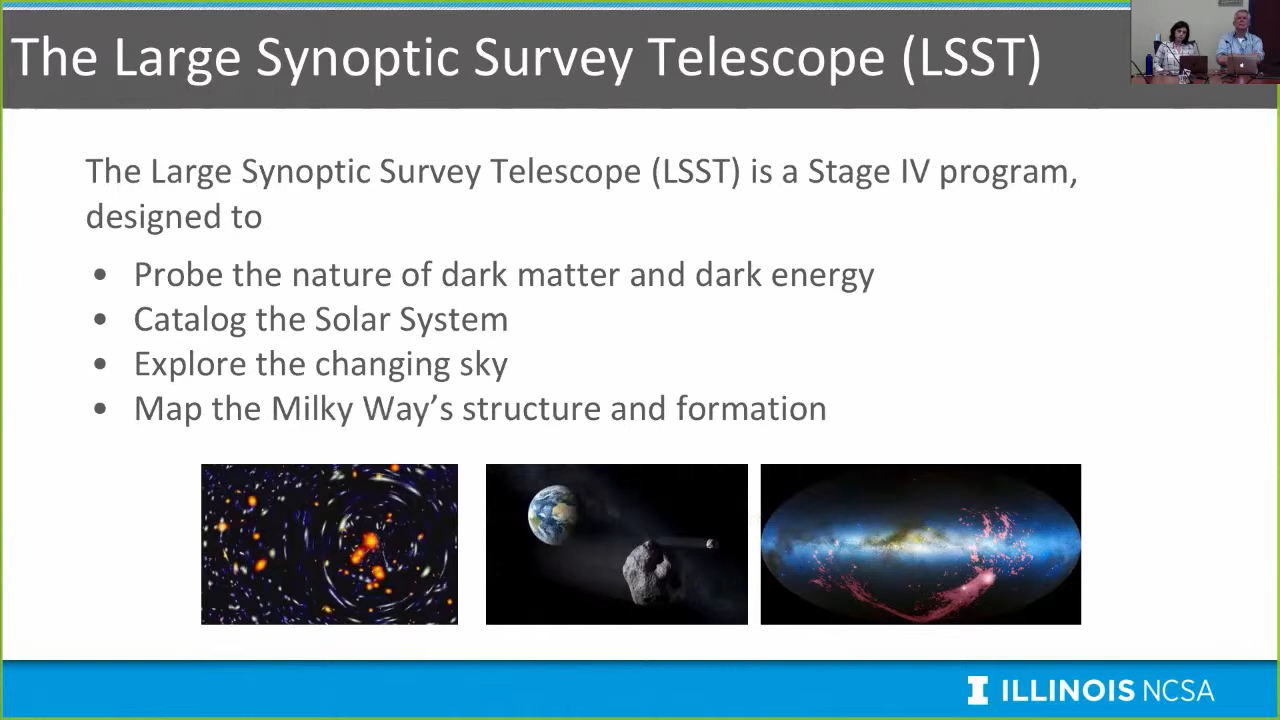 The Large Synoptic Survey Telescope (LSST)
The Large Synoptic Survey Telescope (LSST) is a Stage IV program,
designed to
• Probe the nature of dark matter and dark energy
• Catalog the Solar System
• Explore the changing sky
• Map the Milky Way’s structure and formation
I ILLINOIS NCSA